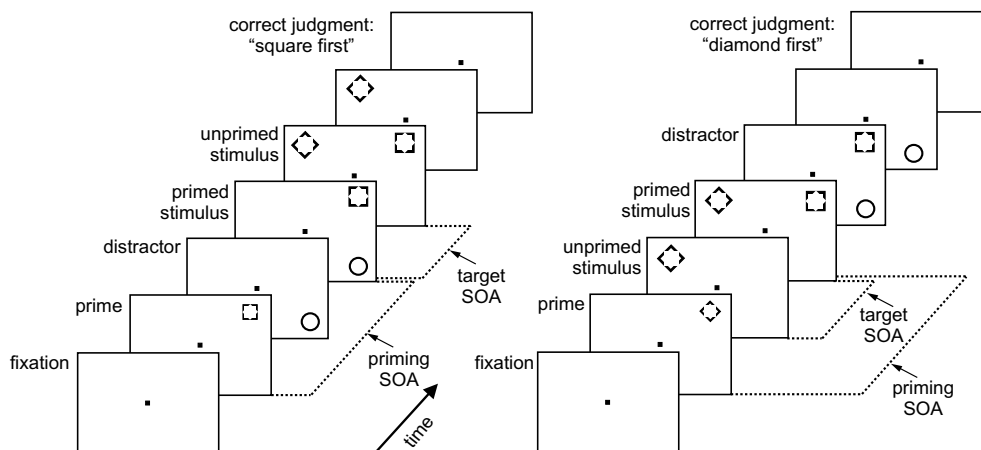 correct judgment:
“square first”
unprimed
stimulus
primed
stimulus
distractor
prime
fixation
target
SOA
priming
SOA
time
correct judgment:
“diamond first”
distractor
primed
stimulus
unprimed
stimulus
prime
fixation
target
SOA
priming
SOA